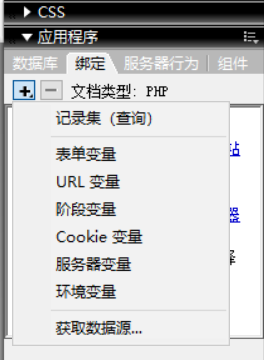 CSS
应用程序
数据库 绑定 服务器行为 组件
文档类型: PHP
记录集（查询）
表单变量
URL 变量
阶段变量
Cookie 变量
服务器变量
环境变量
获取数据源...
站
器